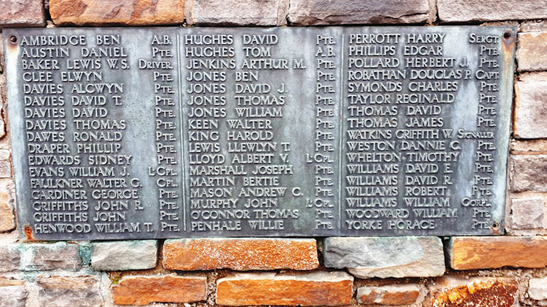 AMBRIDGE BEN A.B.
AUSTIN DANIEL PTE.
BAKER LEWIS W.S. DRIVER.
CLEE ELWYN PTE.
DAVIES ALCWYN PTE.
DAVIES DAVID T. PTE.
DAVIES DAVID PTE.
DAVIES THOMAS PTE.
DAWES RONALD PTE.
DRAPER PHILLIP PTE.
EDWARDS SIDNEY PTE.
EVANS WILLIAM J. L/CPL.
FAULKNER WALTER G. CPL.
GARDINER GEORGE PTE.
GRIFFITHS JOHN R. PTE.
GRIFFITHS JOHN PTE.
HENWOOD WILLIAM T. PTE.
HUGHES DAVID PTE.
HUGHES TOM A.B.
JENKINS ARTHUR M. PTE.
JONES BEN PTE.
JONES DAVID J. PTE.
JONES THOMAS PTE.
JONES WILLIAM PTE.
KEEN WALTER PTE.
KING HAROLD PTE.
LEWIS LLEWELYN T. PTE.
LLOYD ALBERT V. L/CPL.
MARSHALL JOSEPH PTE.
MARTIN BERTIE PTE.
MASON ANDREW C. PTE.
MURPHY JOHN L/CPL.
O'CONNOR THOMAS PTE.
PENHALE WILLIE PTE.
PERROTT HARRY SERGT.
PHILLIPS EDGAR PTE.
POLLARD HERBERT J. PTE.
ROBATHAN DOUGLAS P. CAPT.
SYMONDS CHARLES PTE.
TAYLOR REGINALD PTE.
THOMAS DAVID PTE.
THOMAS JAMES PTE.
WATKINS GRIFFITH W. SIGNALLER.
WESTON DANNIE G. PTE.
WHELTON TIMOTHY PTE.
WILLIAMS DAVID E. PTE.
WILLIAMS DAVID R. PTE.
WILLIAMS ROBERT PTE.
WILLIAMS WILLIAM CORPL.
WOODWARD WILLIAM PTE.
YORKE HORACE PTE.